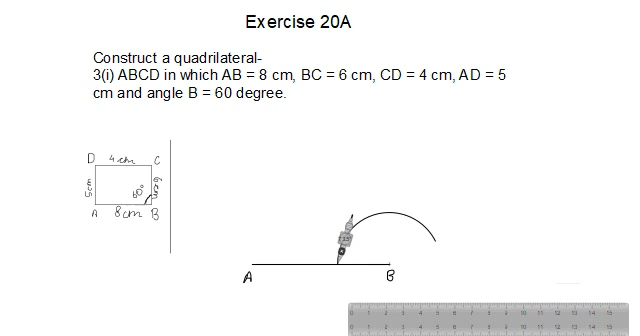 Exercise 20A
Construct a quadrilateral-
3(i) ABCD in which AB = 8 cm, BC = 6 cm, CD = 4 cm, AD = 5
cm and angle B = 60 degree.
D 4 cm C
5cm 60° 6cm
A 8cm B
A B
0 1 2 3 4 5 6 7 8 9 10 11 12 13 14 15
0 1 2 3 4 5 6 7 8 9 10 11 12 13 14 15